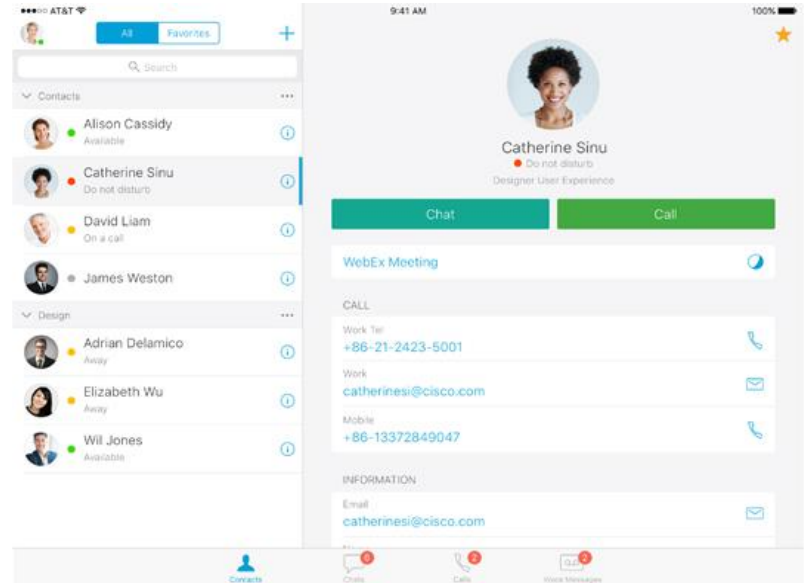 AT&T
9:41 AM
100%
All
Favorites
Search
Contacts
Alison Cassidy
Available
Catherine Sinu
Do not disturb
David Liam
On a call
James Weston
Design
Adrian Delamico
Away
Elizabeth Wu
Away
Wil Jones
Available
Catherine Sinu
Do not disturb
Designer User Experience
Chat
Call
WebEx Meeting
CALL
Work Tel
+86-21-2423-5001
Work
catherinesi@cisco.com
Mobile
+86-13372849047
INFORMATION
Email
catherinesi@cisco.com
Contacts
Chats
2
Calls
2
Voice Messages